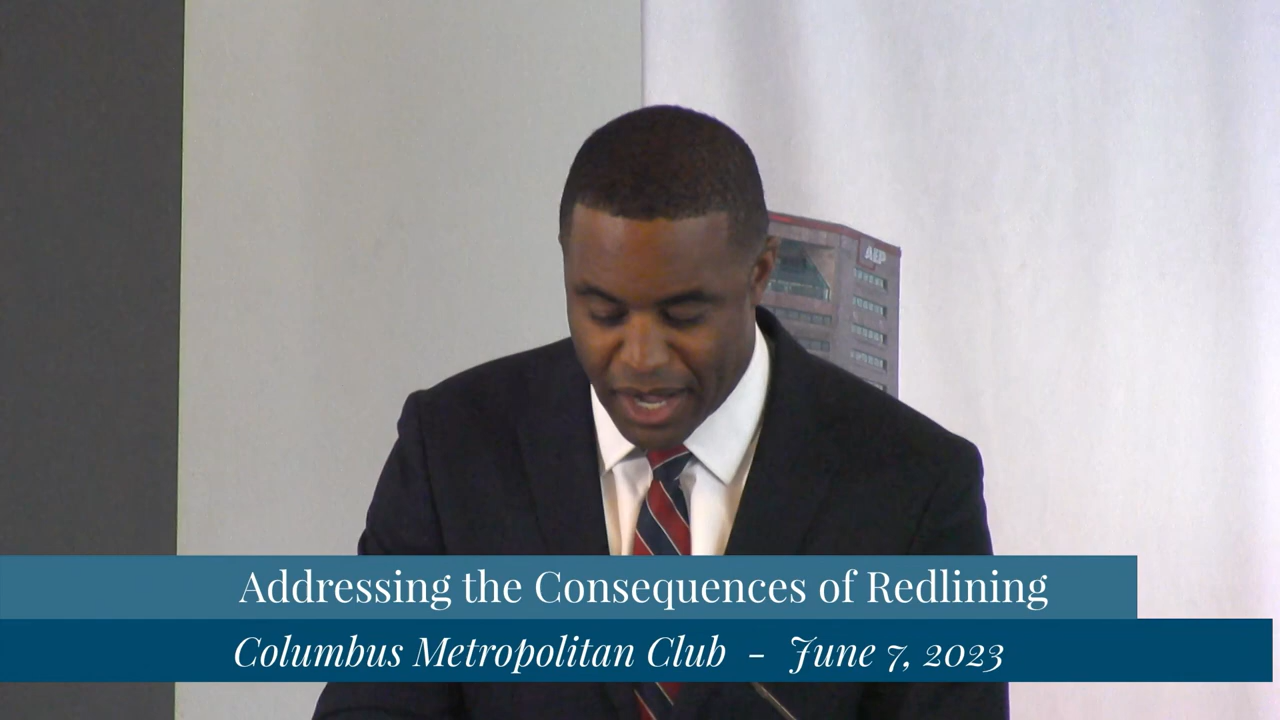 AEP
Addressing the Consequences of Redlining
Columbus Metropolitan Club - June 7, 2023